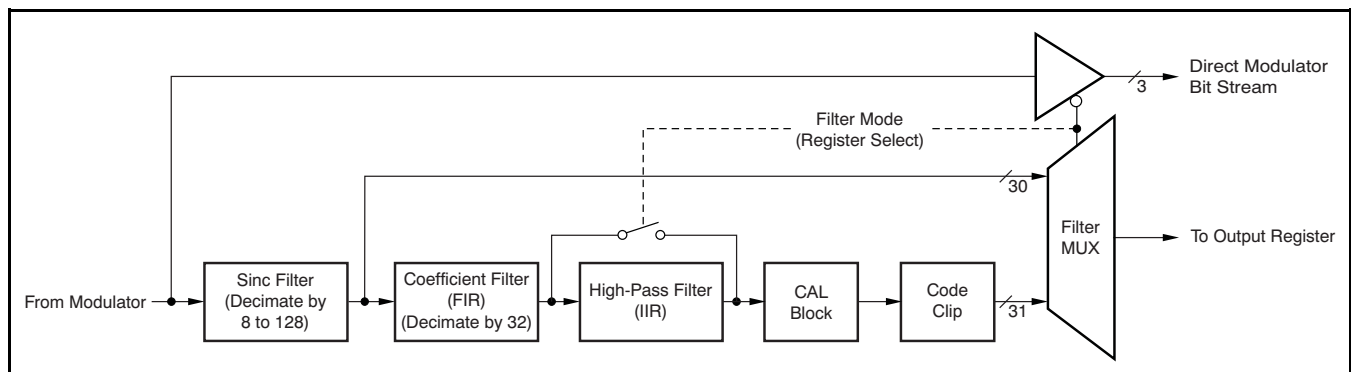 Direct Modulator
Bit Stream
3
Filter Mode
(Register Select)
30
Filter
MUX
To Output Register
From Modulator
Sinc Filter
(Decimate by
8 to 128)
Coefficient Filter
(FIR)
(Decimate by 32)
High-Pass Filter
(IIR)
CAL
Block
Code
Clip
31